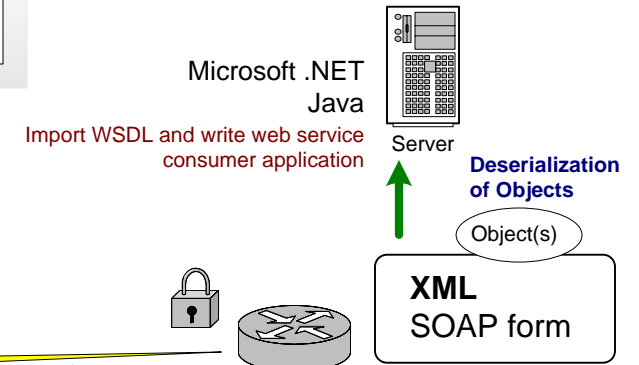 Microsoft .NET
Java
Import WSDL and write web service
consumer application
Server
Deserialization
of Objects
Object(s)
XML
SOAP form